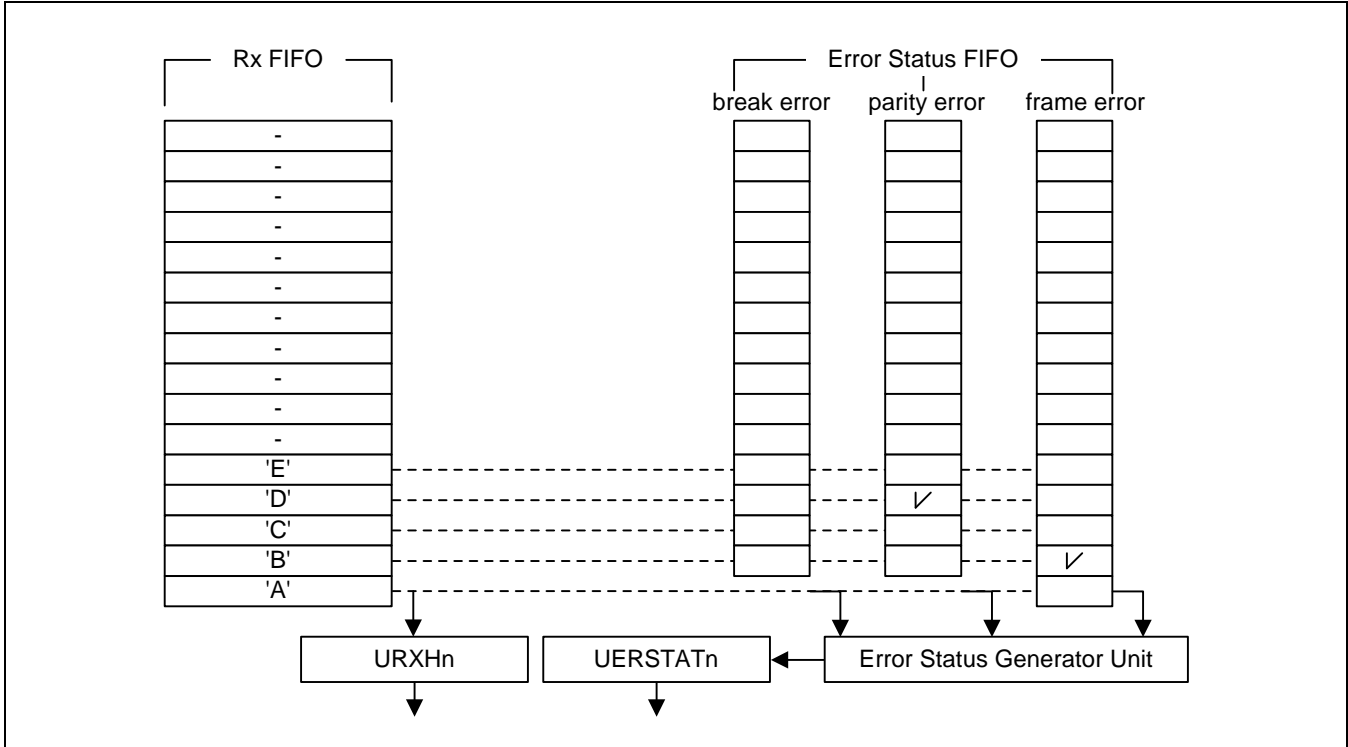 Rx FIFO
Error Status FIFO
break error
parity error
frame error
-
-
-
-
-
-
-
-
-
-
-
'E'
'D'
'C'
'B'
'A'
URXHn
UERSTATn
Error Status Generator Unit